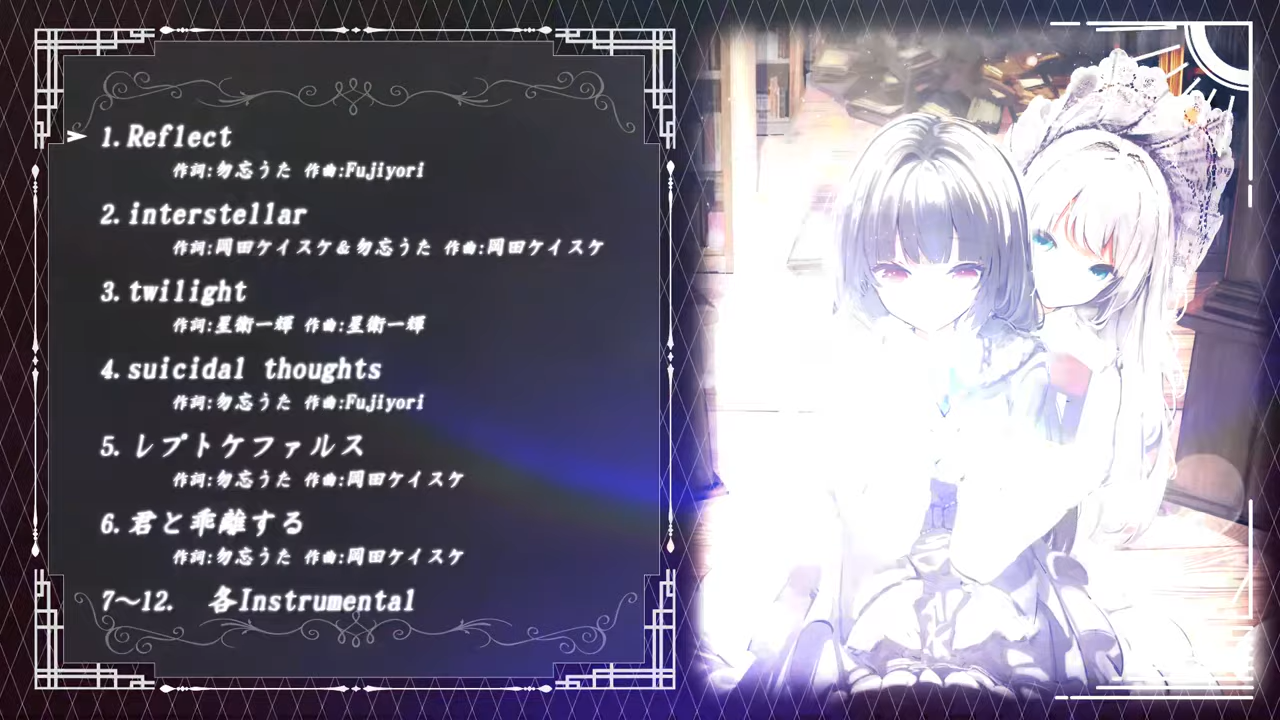 1.Reflect
作詞:勿忘うた 作曲:Fujiyori
2.interstellar
作詞:岡田ケイスケ&勿忘うた 作曲:岡田ケイスケ
3.twilight
作詞:星衛一輝 作曲:星衛一輝
4.suicidal thoughts
作詞:勿忘うた 作曲:Fujiyori
5.レプトケファルス
作詞:勿忘うた 作曲:岡田ケイスケ
6.君と乖離する
作詞:勿忘うた 作曲:岡田ケイスケ
7〜12. 各Instrumental